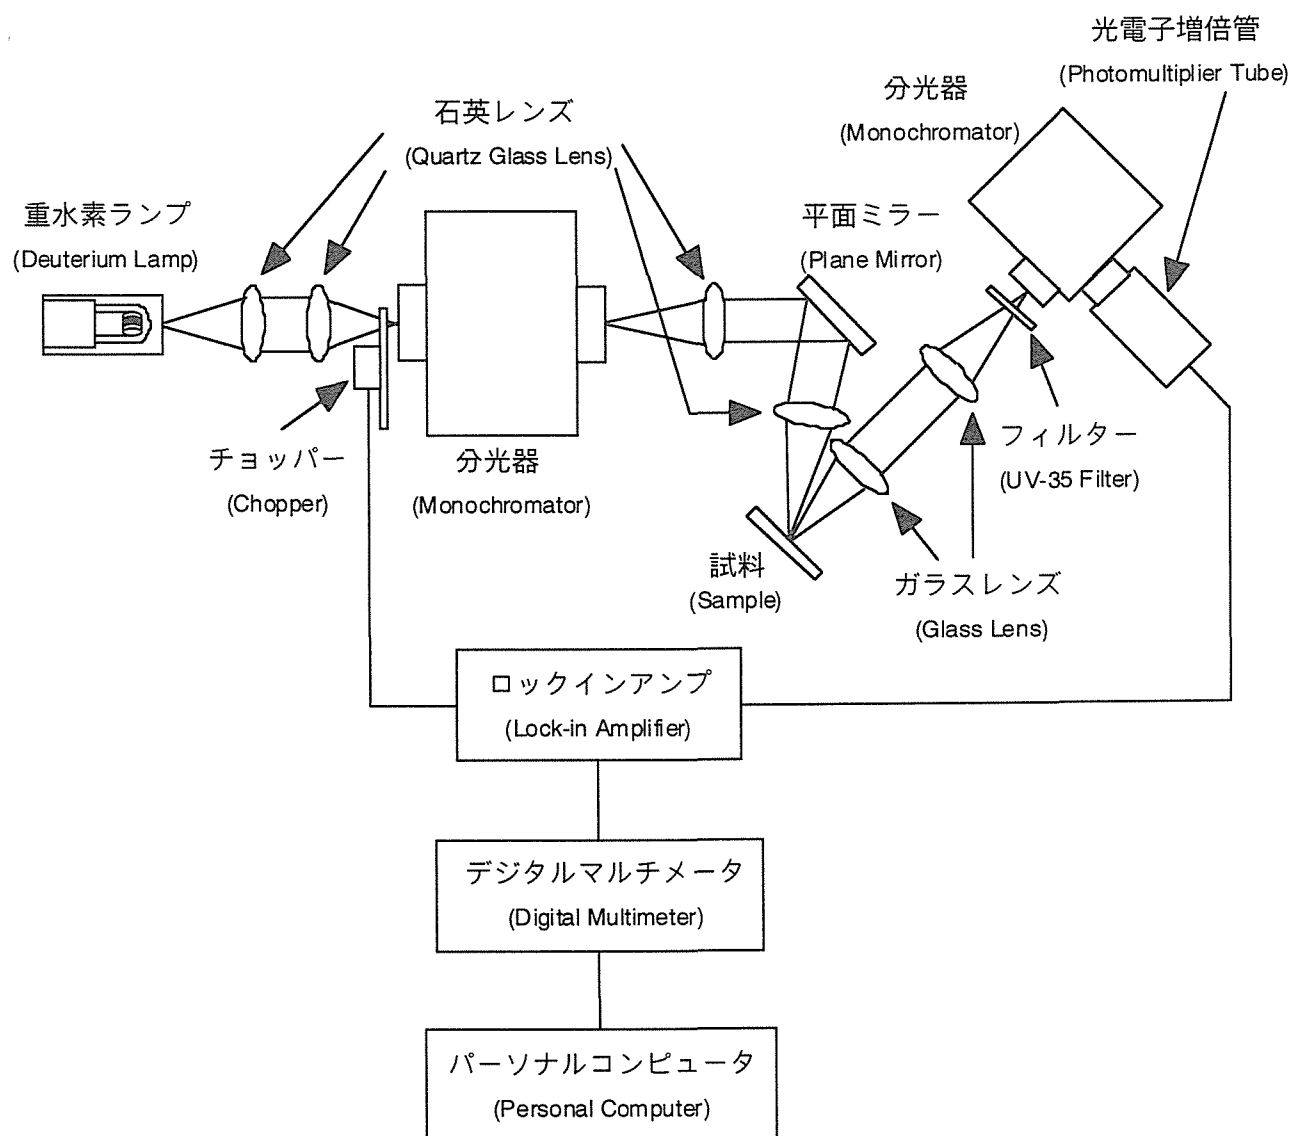 光電子増倍管
(Photomultiplier Tube)
分光器
(Monochromator)
石英レンズ
(Quartz Glass Lens)
重水素ランプ
(Deuterium Lamp)
平面ミラー
(Plane Mirror)
チョッパー
(Chopper)
分光器
(Monochromator)
フィルター
(UV-35 Filter)
試料
(Sample)
ガラスレンズ
(Glass Lens)
ロックインアンプ
(Lock-in Amplifier)
デジタルマルチメータ
(Digital Multimeter)
パーソナルコンピュータ
(Personal Computer)